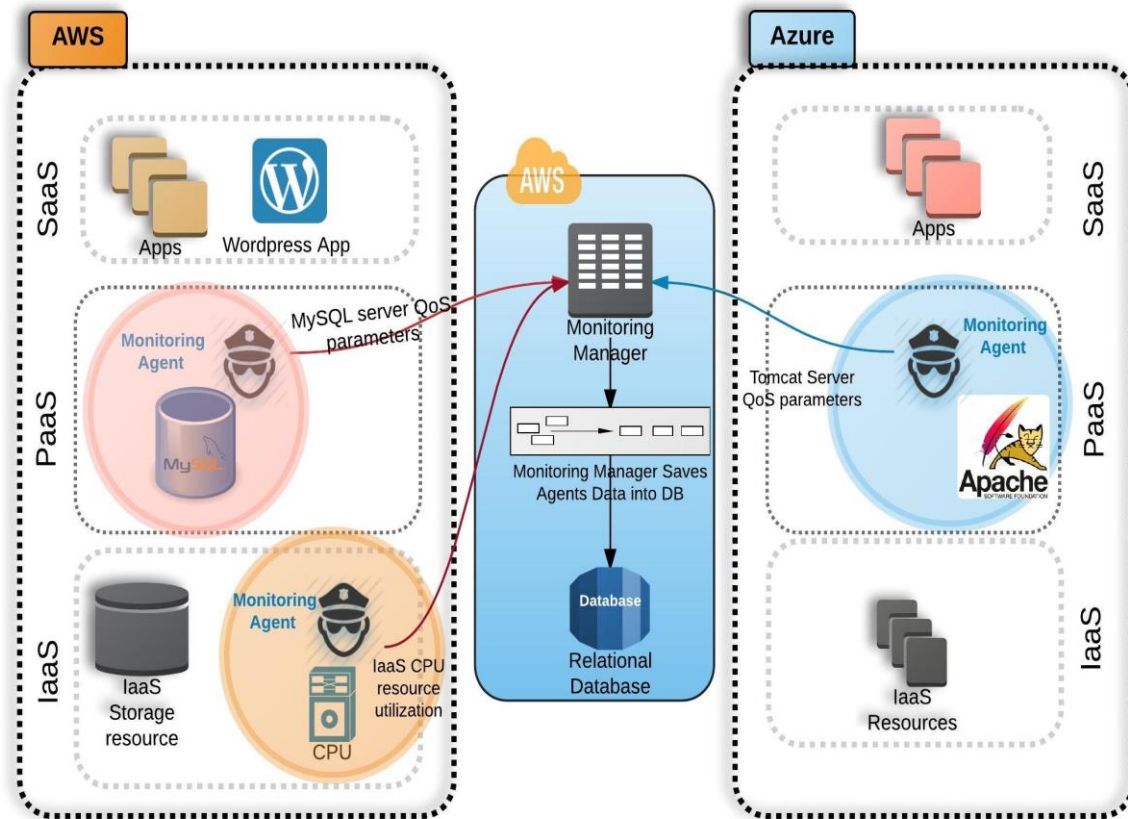 AWS
SaaS
Apps
Wordpress App
PaaS
Monitoring
Agent
MySQL
MySQL server QoS
parameters
IaaS
IaaS
Storage
resource
Monitoring
Agent
IaaS CPU
resource
utilization
CPU
AWS
Monitoring
Manager
Monitoring Manager Saves
Agents Data into DB
Database
Relational
Database
Azure
SaaS
Apps
PaaS
Monitoring
Agent
Tomcat Server
QoS parameters
Apache
SOFTWARE FOUNDATION
IaaS
IaaS
Resources